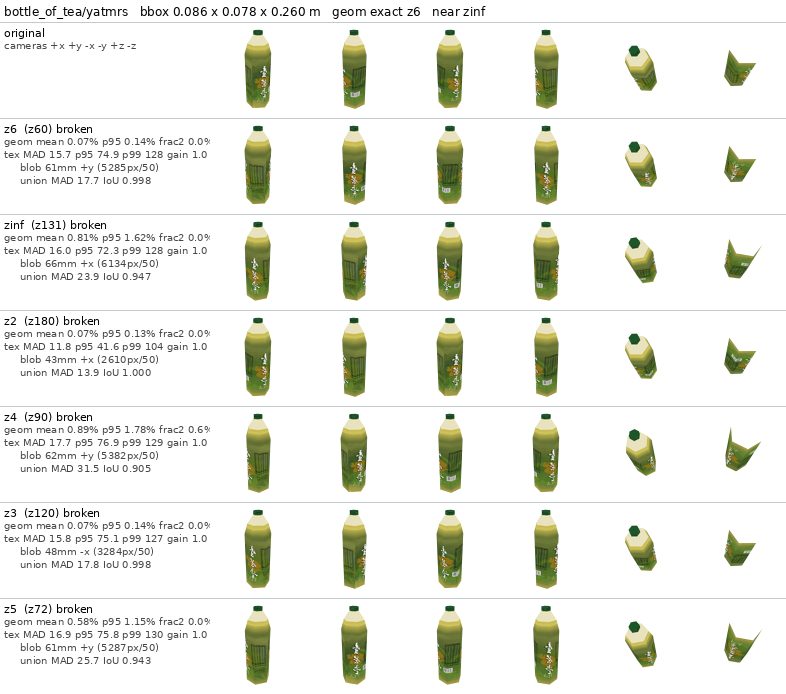 bottle_of_tea/yatmrs bbox 0.086 x 0.078 x 0.260 m geom exact z6 near zinf
original
cameras +x +y -x -y +z -z
z6 (z60) broken
geom mean 0.07% p95 0.14% frac2 0.0%
tex MAD 15.7 p95 74.9 p99 128 gain 1.0
blob 61mm +y (5285px/50)
union MAD 17.7 IoU 0.998
zinf (z131) broken
geom mean 0.81% p95 1.62% frac2 0.0%
tex MAD 16.0 p95 72.3 p99 128 gain 1.0
blob 66mm +x (6134px/50)
union MAD 23.9 IoU 0.947
z2 (z180) broken
geom mean 0.07% p95 0.13% frac2 0.0%
tex MAD 11.8 p95 41.6 p99 104 gain 1.0
blob 43mm +x (2610px/50)
union MAD 13.9 IoU 1.000
z4 (z90) broken
geom mean 0.89% p95 1.78% frac2 0.6%
tex MAD 17.7 p95 76.9 p99 129 gain 1.0
blob 62mm +y (5382px/50)
union MAD 31.5 IoU 0.905
z3 (z120) broken
geom mean 0.07% p95 0.14% frac2 0.0%
tex MAD 15.8 p95 75.1 p99 127 gain 1.0
blob 48mm -x (3284px/50)
union MAD 17.8 IoU 0.998
z5 (z72) broken
geom mean 0.58% p95 1.15% frac2 0.0%
tex MAD 16.9 p95 75.8 p99 130 gain 1.0
blob 61mm +y (5287px/50)
union MAD 25.7 IoU 0.943